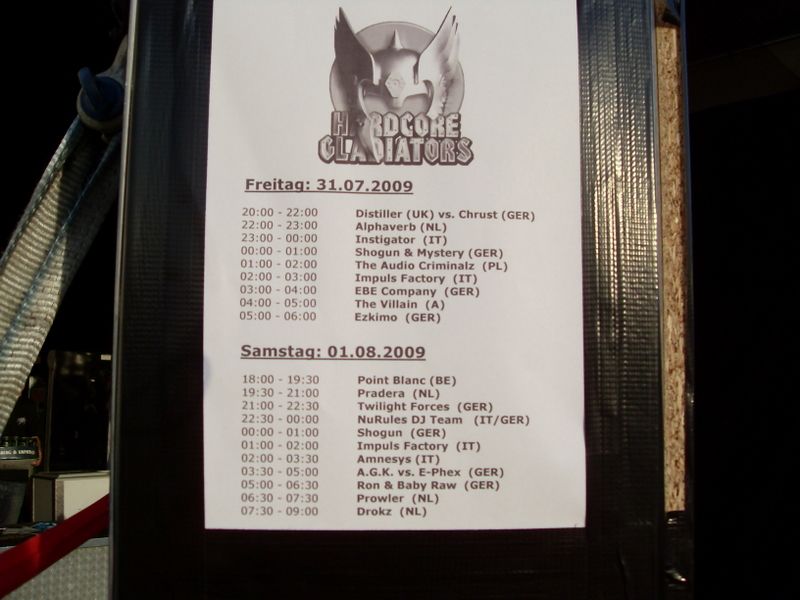 HARDCORE
GLADIATORS
Freitag: 31.07.2009
20:00 - 22:00 Distiller (UK) vs. Chrust (GER)
22:00 - 23:00 Alphaverb (NL)
23:00 - 00:00 Instigator (IT)
00:00 - 01:00 Shogun & Mystery (GER)
01:00 - 02:00 The Audio Criminalz (PL)
02:00 - 03:00 Impuls Factory (IT)
03:00 - 04:00 EBE Company (GER)
04:00 - 05:00 The Villain (A)
05:00 - 06:00 Ezkimo (GER)
Samstag: 01.08.2009
18:00 - 19:30 Point Blanc (BE)
19:30 - 21:00 Pradera (NL)
21:00 - 22:30 Twilight Forces (GER)
22:30 - 00:00 NuRules DJ Team (IT/GER)
00:00 - 01:00 Shogun (GER)
01:00 - 02:00 Impuls Factory (IT)
02:00 - 03:30 Amnesys (IT)
03:30 - 05:00 A.G.K. vs. E-Phex (GER)
05:00 - 06:30 Ron & Baby Raw (GER)
06:30 - 07:30 Prowler (NL)
07:30 - 09:00 Drokz (NL)